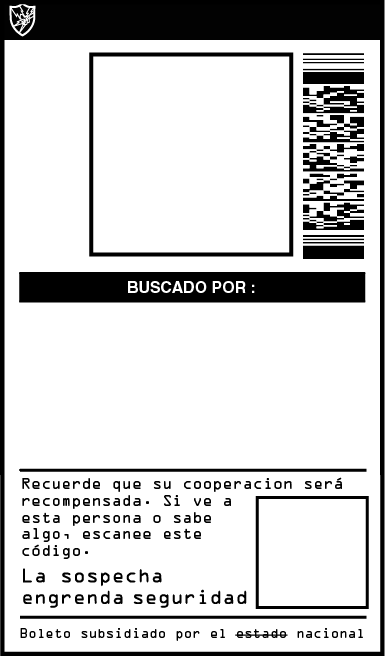 BUSCADO POR :
Recuerde que su cooperacion será
recompensada. Si ve a
esta persona o sabe
algo, escanee este
código.
La sospecha
engrenda seguridad
Boleto subsidiado por el estado nacional